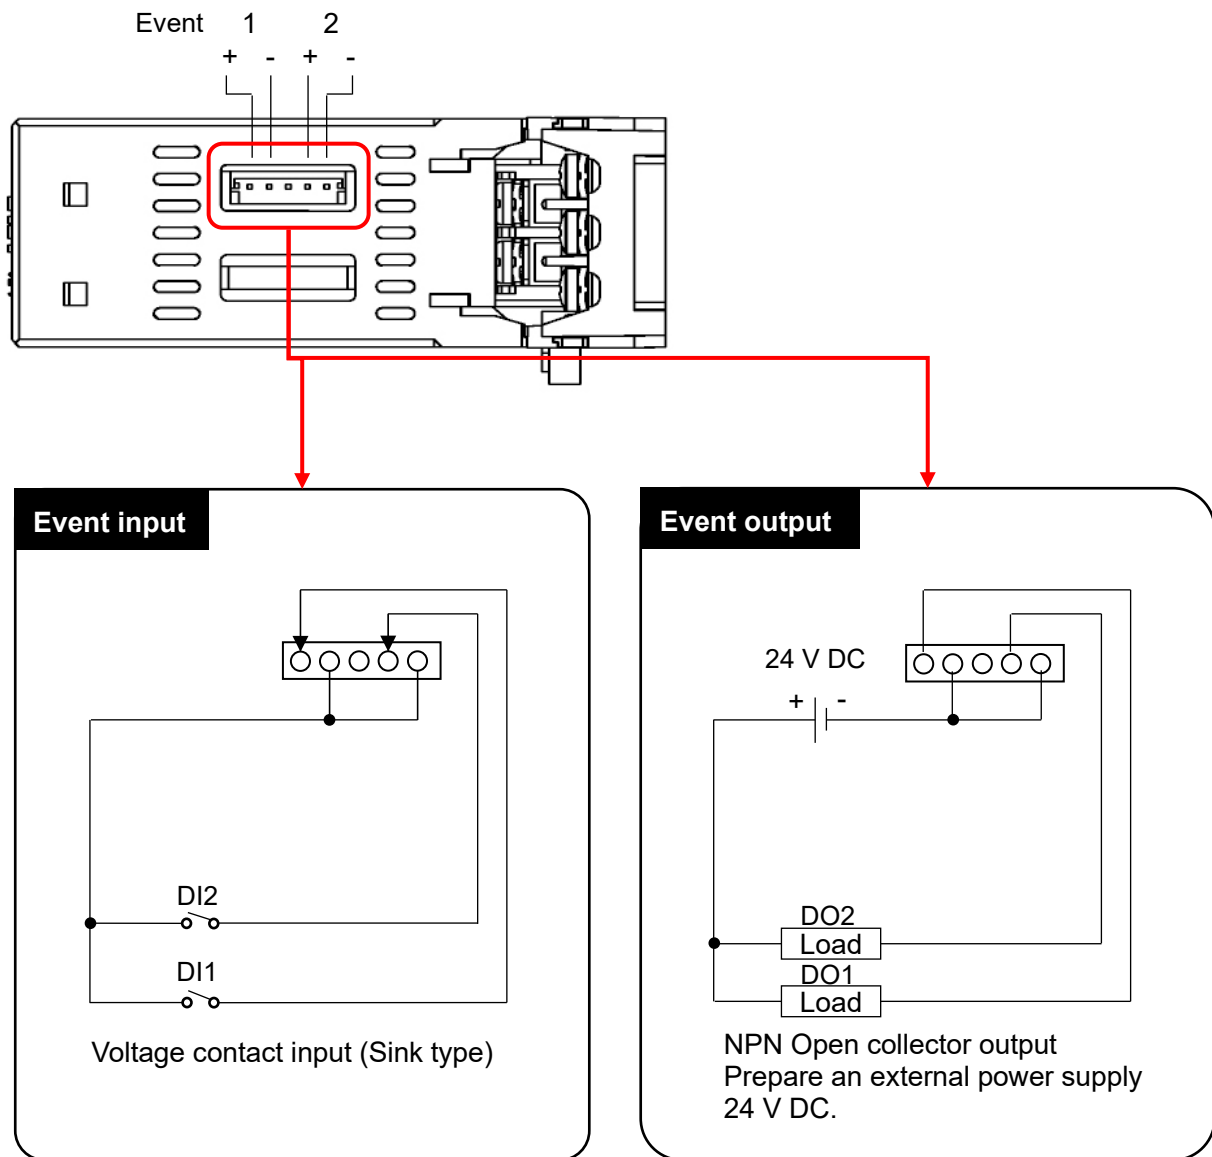 Event 1 2
+ - + -
Event input
DI2
DI1
Voltage contact input (Sink type)
Event output
24 V DC
+ -
DO2
Load
DO1
Load
NPN Open collector output
Prepare an external power supply
24 V DC.